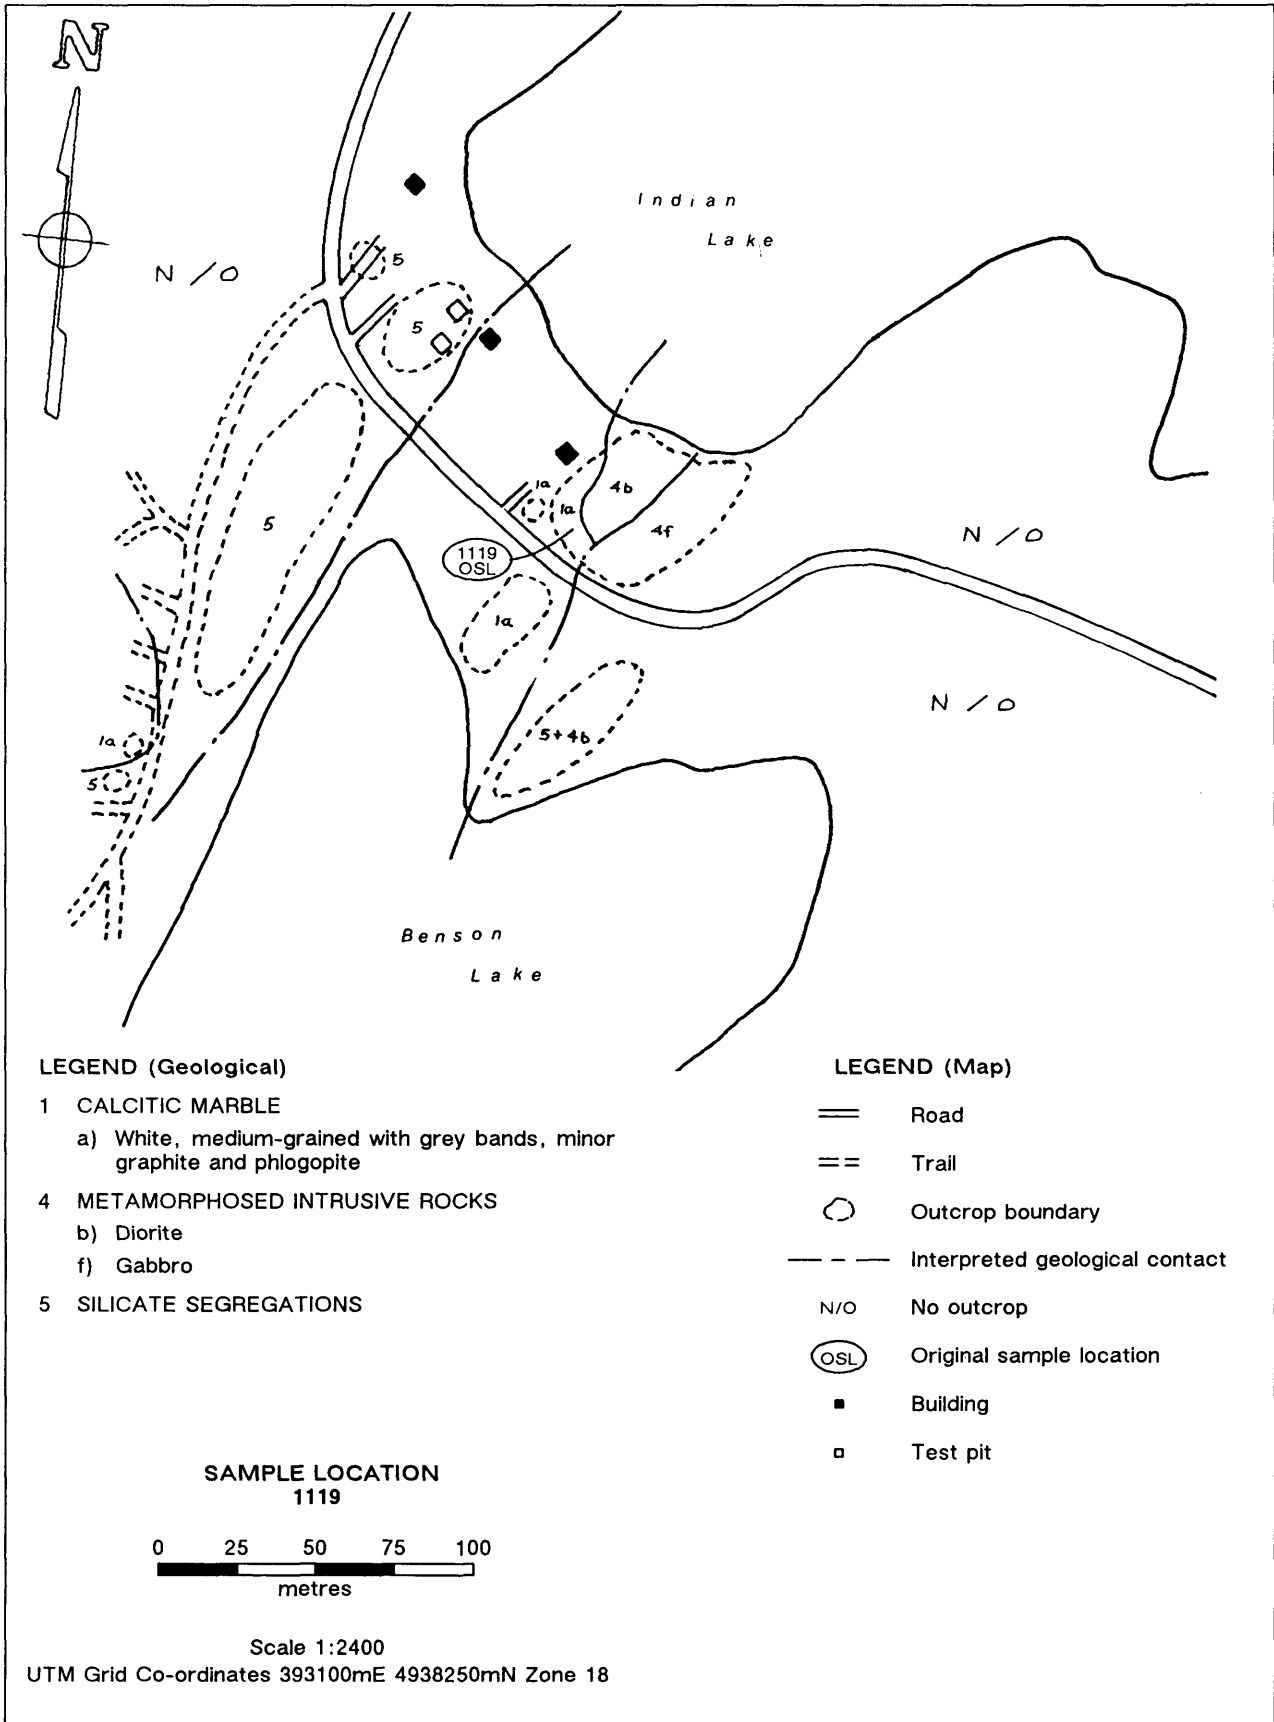 N
Indian
Lake
N/O
5
5
1a
1a
4b
4f
5
1119
OSL
N/O
1a
N/O
1a
5+4b
5
Benson
Lake
LEGEND (Geological)
1 CALCITIC MARBLE
a) White, medium-grained with grey bands, minor
graphite and phlogopite
4 METAMORPHOSED INTRUSIVE ROCKS
b) Diorite
f) Gabbro
5 SILICATE SEGREGATIONS
LEGEND (Map)
Road
Trail
Outcrop boundary
Interpreted geological contact
N/O No outcrop
OSL Original sample location
Building
Test pit
SAMPLE LOCATION
1119
0 25 50 75 100
metres
Scale 1:2400
UTM Grid Co-ordinates 393100mE 4938250mN Zone 18